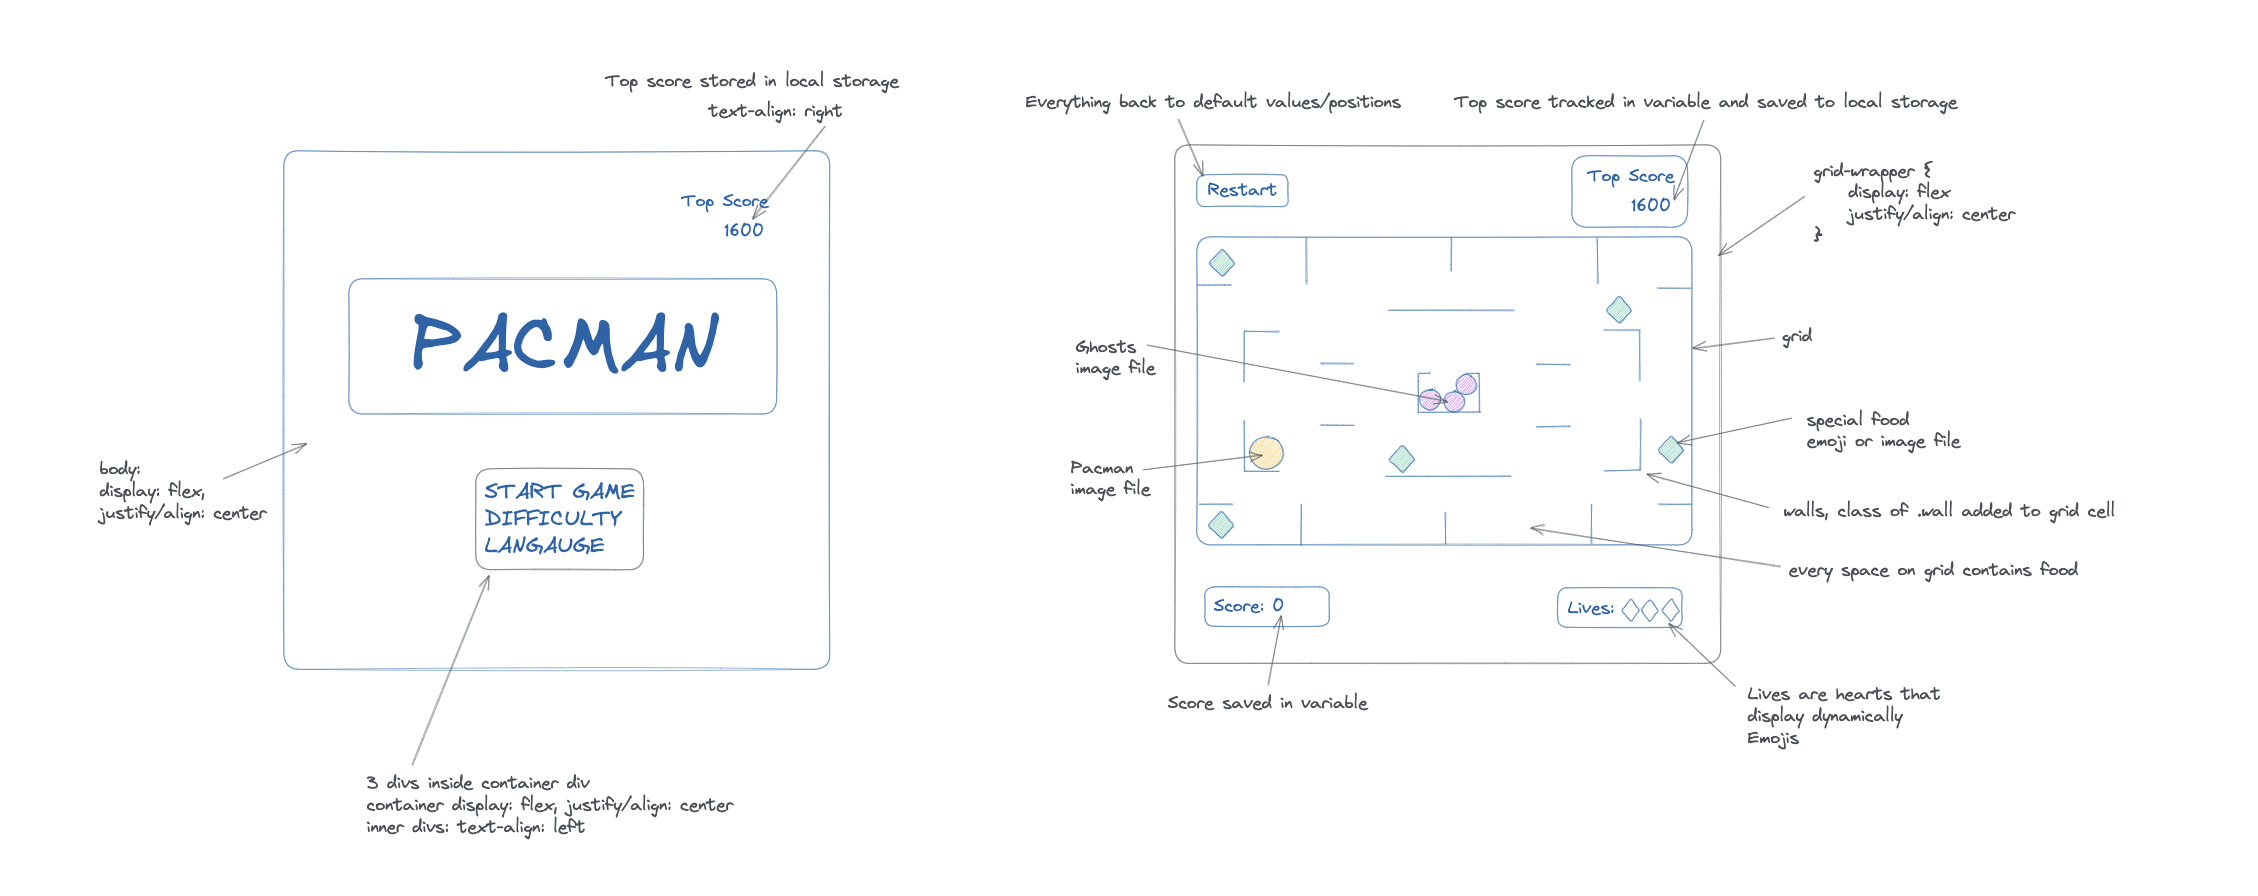 Top score stored in local storage
text-align: right
Top Score
1600
PACMAN
body:
display: flex,
justify/align: center
START GAME
DIFFICULTY
LANGAUGE
3 divs inside container div
container display: flex, justify/align: center
inner divs: text-align: left
Everything back to default values/positions
Top score tracked in variable and saved to local storage
Restart
Top Score
1600
grid-wrapper {
display: flex
justify/align: center
}
Ghosts
image file
grid
special food
emoji or image file
Pacman
image file
walls, class of .wall added to grid cell
every space on grid contains food
Score: 0
Lives:
Score saved in variable
Lives are hearts that
display dynamically
Emojis